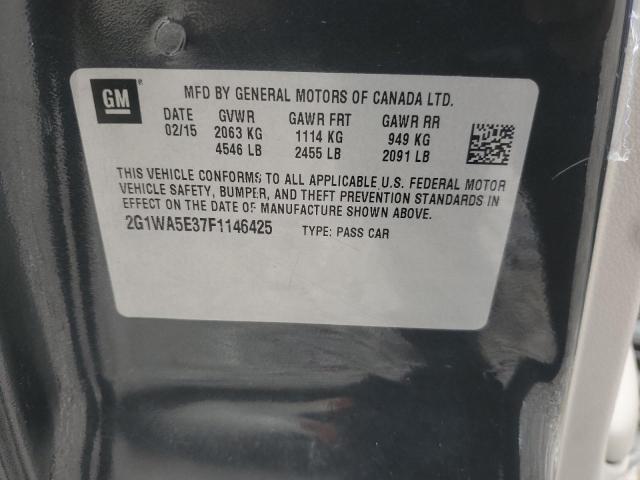 GM
MFD BY GENERAL MOTORS OF CANADA LTD.
DATE GVWR GAWR FRT GAWR RR
02/15 2063 KG 1114 KG 949 KG
4546 LB 2455 LB 2091 LB
THIS VEHICLE CONFORMS TO ALL APPLICABLE U.S. FEDERAL MOTOR
VEHICLE SAFETY, BUMPER, AND THEFT PREVENTION STANDARDS IN
EFFECT ON THE DATE OF MANUFACTURE SHOWN ABOVE.
2G1WA5E37F1146425 TYPE: PASS CAR